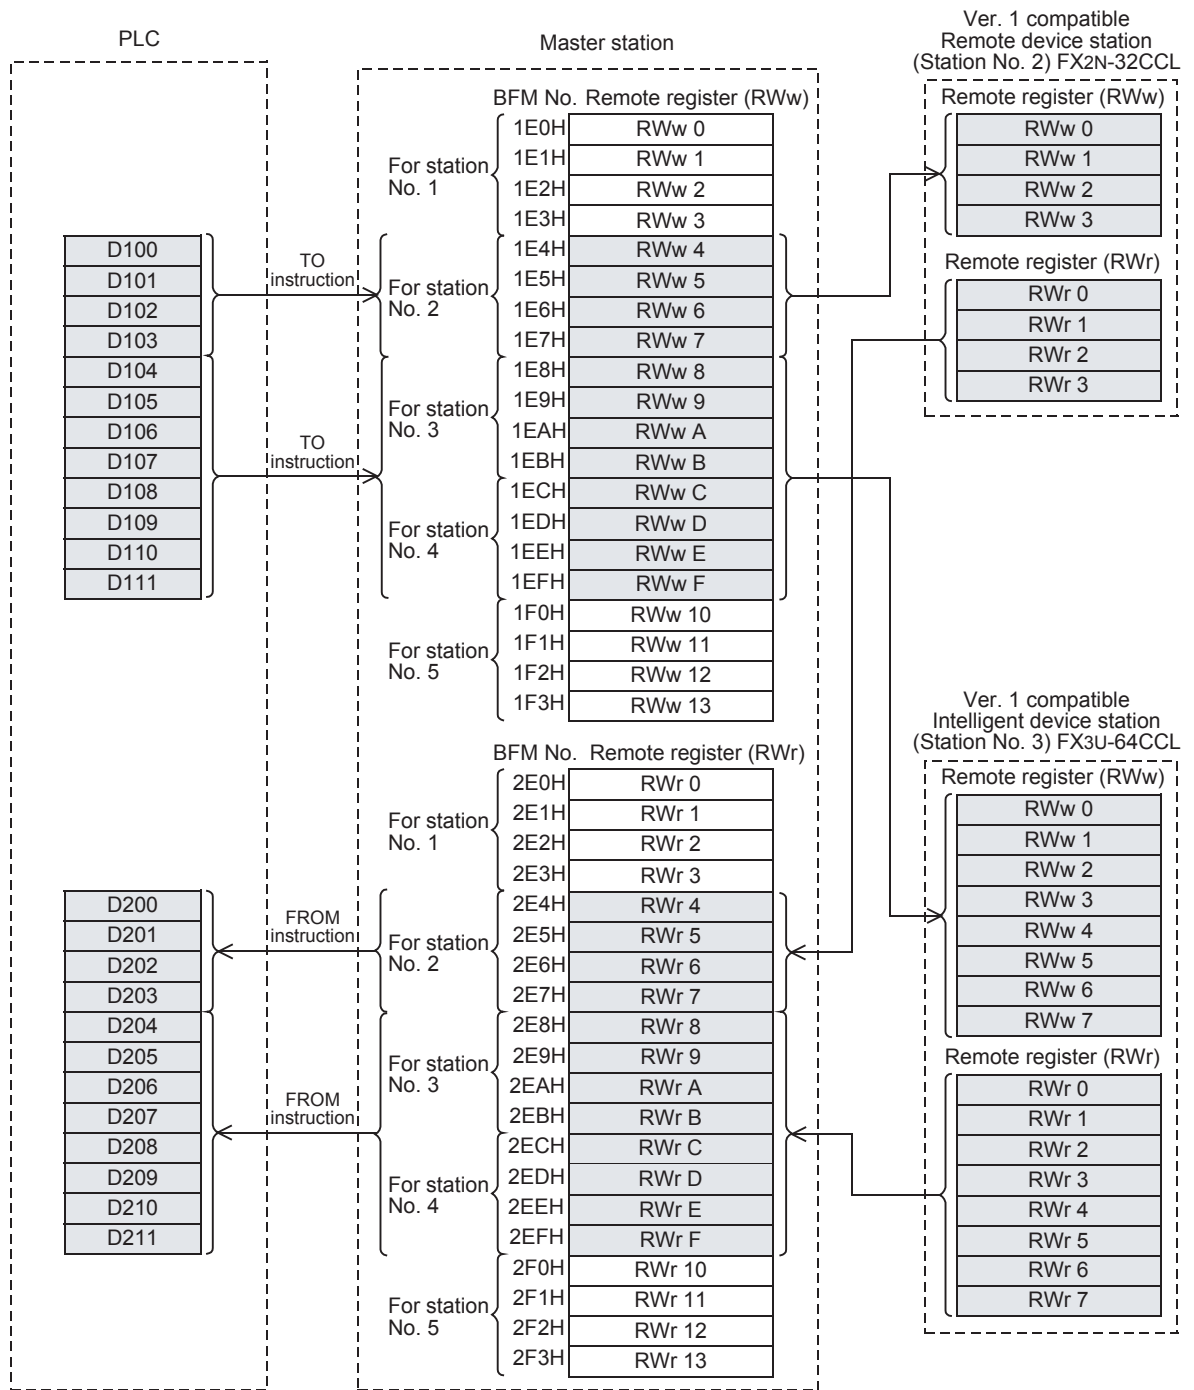 PLC
Master station
Ver. 1 compatible
Remote device station
(Station No. 2) FX2N-32CCL
BFM No. Remote register (RWw)
For station
No. 1
1E0H RWw 0
1E1H RWw 1
1E2H RWw 2
1E3H RWw 3
For station
No. 2
1E4H RWw 4
1E5H RWw 5
1E6H RWw 6
1E7H RWw 7
For station
No. 3
1E8H RWw 8
1E9H RWw 9
1EAH RWw A
1EBH RWw B
For station
No. 4
1ECH RWw C
1EDH RWw D
1EEH RWw E
1EFH RWw F
For station
No. 5
1F0H RWw 10
1F1H RWw 11
1F2H RWw 12
1F3H RWw 13
D100
D101
D102
D103
D104
D105
D106
D107
D108
D109
D110
D111
TO
instruction
TO
instruction
Remote register (RWw)
RWw 0
RWw 1
RWw 2
RWw 3
Remote register (RWr)
RWr 0
RWr 1
RWr 2
RWr 3
BFM No. Remote register (RWr)
For station
No. 1
2E0H RWr 0
2E1H RWr 1
2E2H RWr 2
2E3H RWr 3
For station
No. 2
2E4H RWr 4
2E5H RWr 5
2E6H RWr 6
2E7H RWr 7
For station
No. 3
2E8H RWr 8
2E9H RWr 9
2EAH RWr A
2EBH RWr B
For station
No. 4
2ECH RWr C
2EDH RWr D
2EEH RWr E
2EFH RWr F
For station
No. 5
2F0H RWr 10
2F1H RWr 11
2F2H RWr 12
2F3H RWr 13
D200
D201
D202
D203
D204
D205
D206
D207
D208
D209
D210
D211
FROM
instruction
FROM
instruction
Ver. 1 compatible
Intelligent device station
(Station No. 3) FX3U-64CCL
Remote register (RWw)
RWw 0
RWw 1
RWw 2
RWw 3
RWw 4
RWw 5
RWw 6
RWw 7
Remote register (RWr)
RWr 0
RWr 1
RWr 2
RWr 3
RWr 4
RWr 5
RWr 6
RWr 7